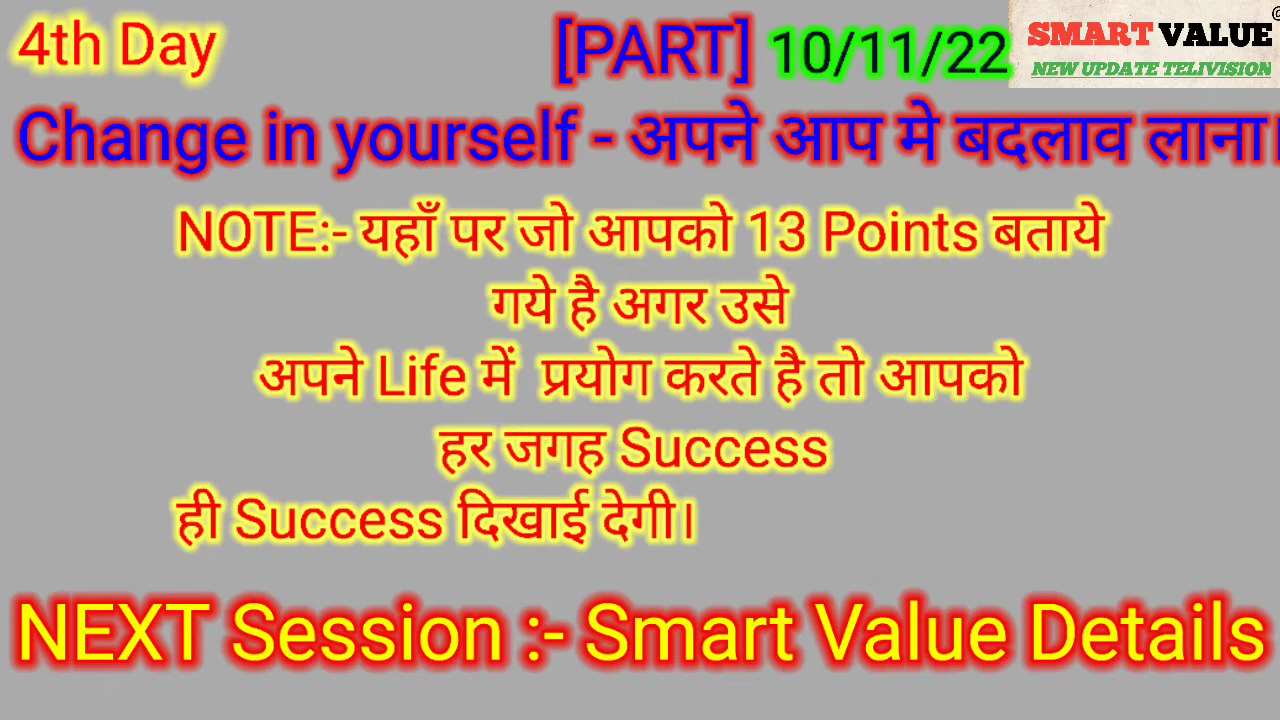 4th Day [PART] 10/11/22
SMART VALUE
NEW UPDATE TELIVISION
Change in yourself - अपने आप मे बदलाव लाना।
NOTE:- यहाँ पर जो आपको 13 Points बताये
गये है अगर उसे
अपने Life में प्रयोग करते है तो आपको
हर जगह Success
ही Success दिखाई देगी।
NEXT Session :- Smart Value Details